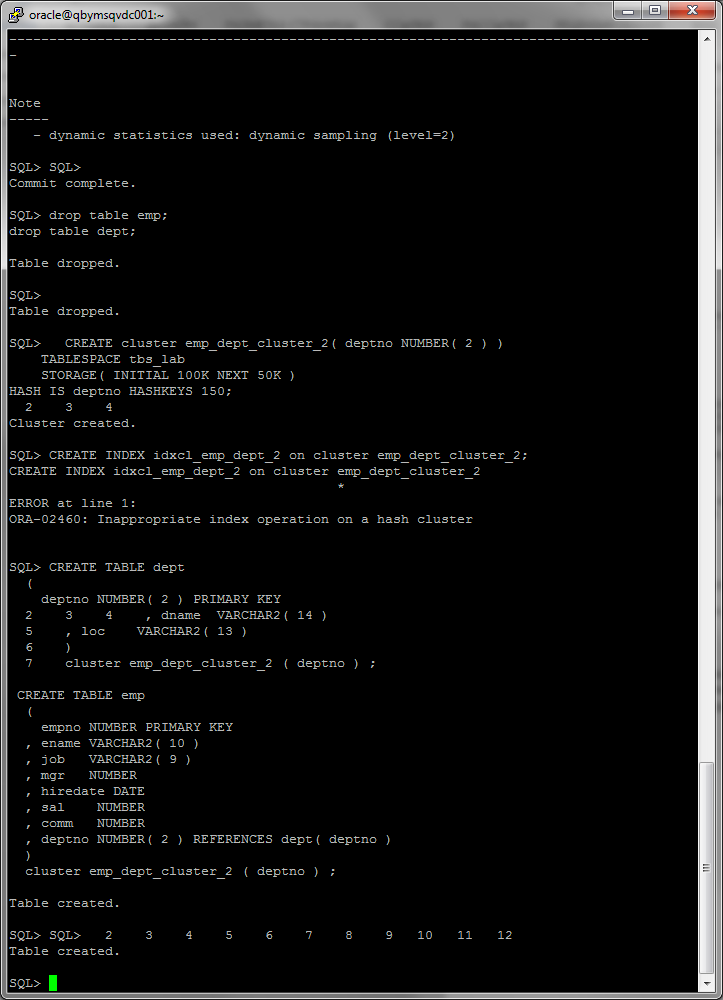 oracle@qbymsqvdc001:~
--------------------------------------------------------------------------------
-
Note
-----
   - dynamic statistics used: dynamic sampling (level=2)
SQL> SQL>
Commit complete.
SQL> drop table emp;
drop table dept;
Table dropped.
SQL>
Table dropped.
SQL>   CREATE cluster emp_dept_cluster_2( deptno NUMBER( 2 ) )
    TABLESPACE tbs_lab
    STORAGE( INITIAL 100K NEXT 50K )
HASH IS deptno HASHKEYS 150;
  2    3    4
Cluster created.
SQL> CREATE INDEX idxcl_emp_dept_2 on cluster emp_dept_cluster_2;
CREATE INDEX idxcl_emp_dept_2 on cluster emp_dept_cluster_2
                                         *
ERROR at line 1:
ORA-02460: Inappropriate index operation on a hash cluster
SQL> CREATE TABLE dept
  (
    deptno NUMBER( 2 ) PRIMARY KEY
  2    3    4    , dname  VARCHAR2( 14 )
  5    , loc    VARCHAR2( 13 )
  6    )
  7    cluster emp_dept_cluster_2 ( deptno ) ;
 CREATE TABLE emp
  (
    empno NUMBER PRIMARY KEY
  , ename VARCHAR2( 10 )
  , job   VARCHAR2( 9 )
  , mgr   NUMBER
  , hiredate DATE
  , sal    NUMBER
  , comm   NUMBER
  , deptno NUMBER( 2 ) REFERENCES dept( deptno )
  )
  cluster emp_dept_cluster_2 ( deptno ) ;
Table created.
SQL> SQL>   2    3    4    5    6    7    8    9   10   11   12
Table created.
SQL>